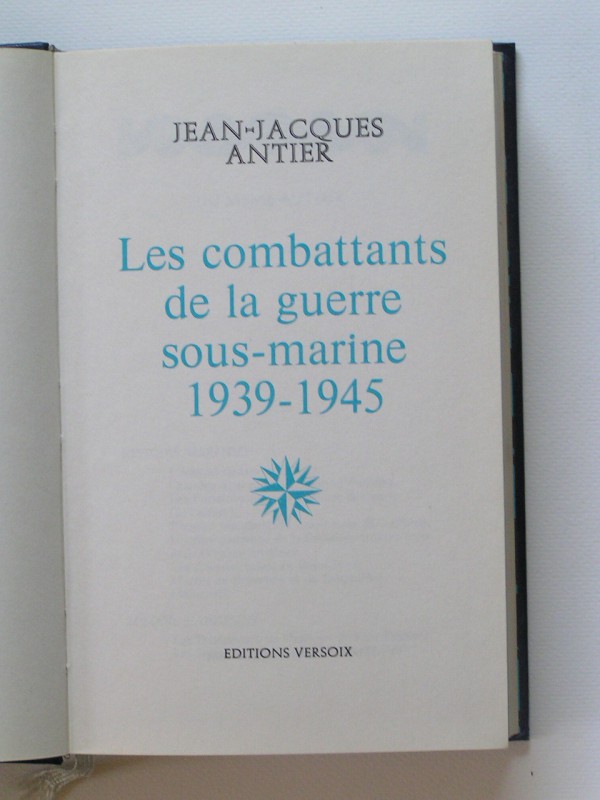 JEAN-JACQUES
ANTIER
Les combattants
de la guerre
sous-marine
1939-1945
EDITIONS VERSOIX